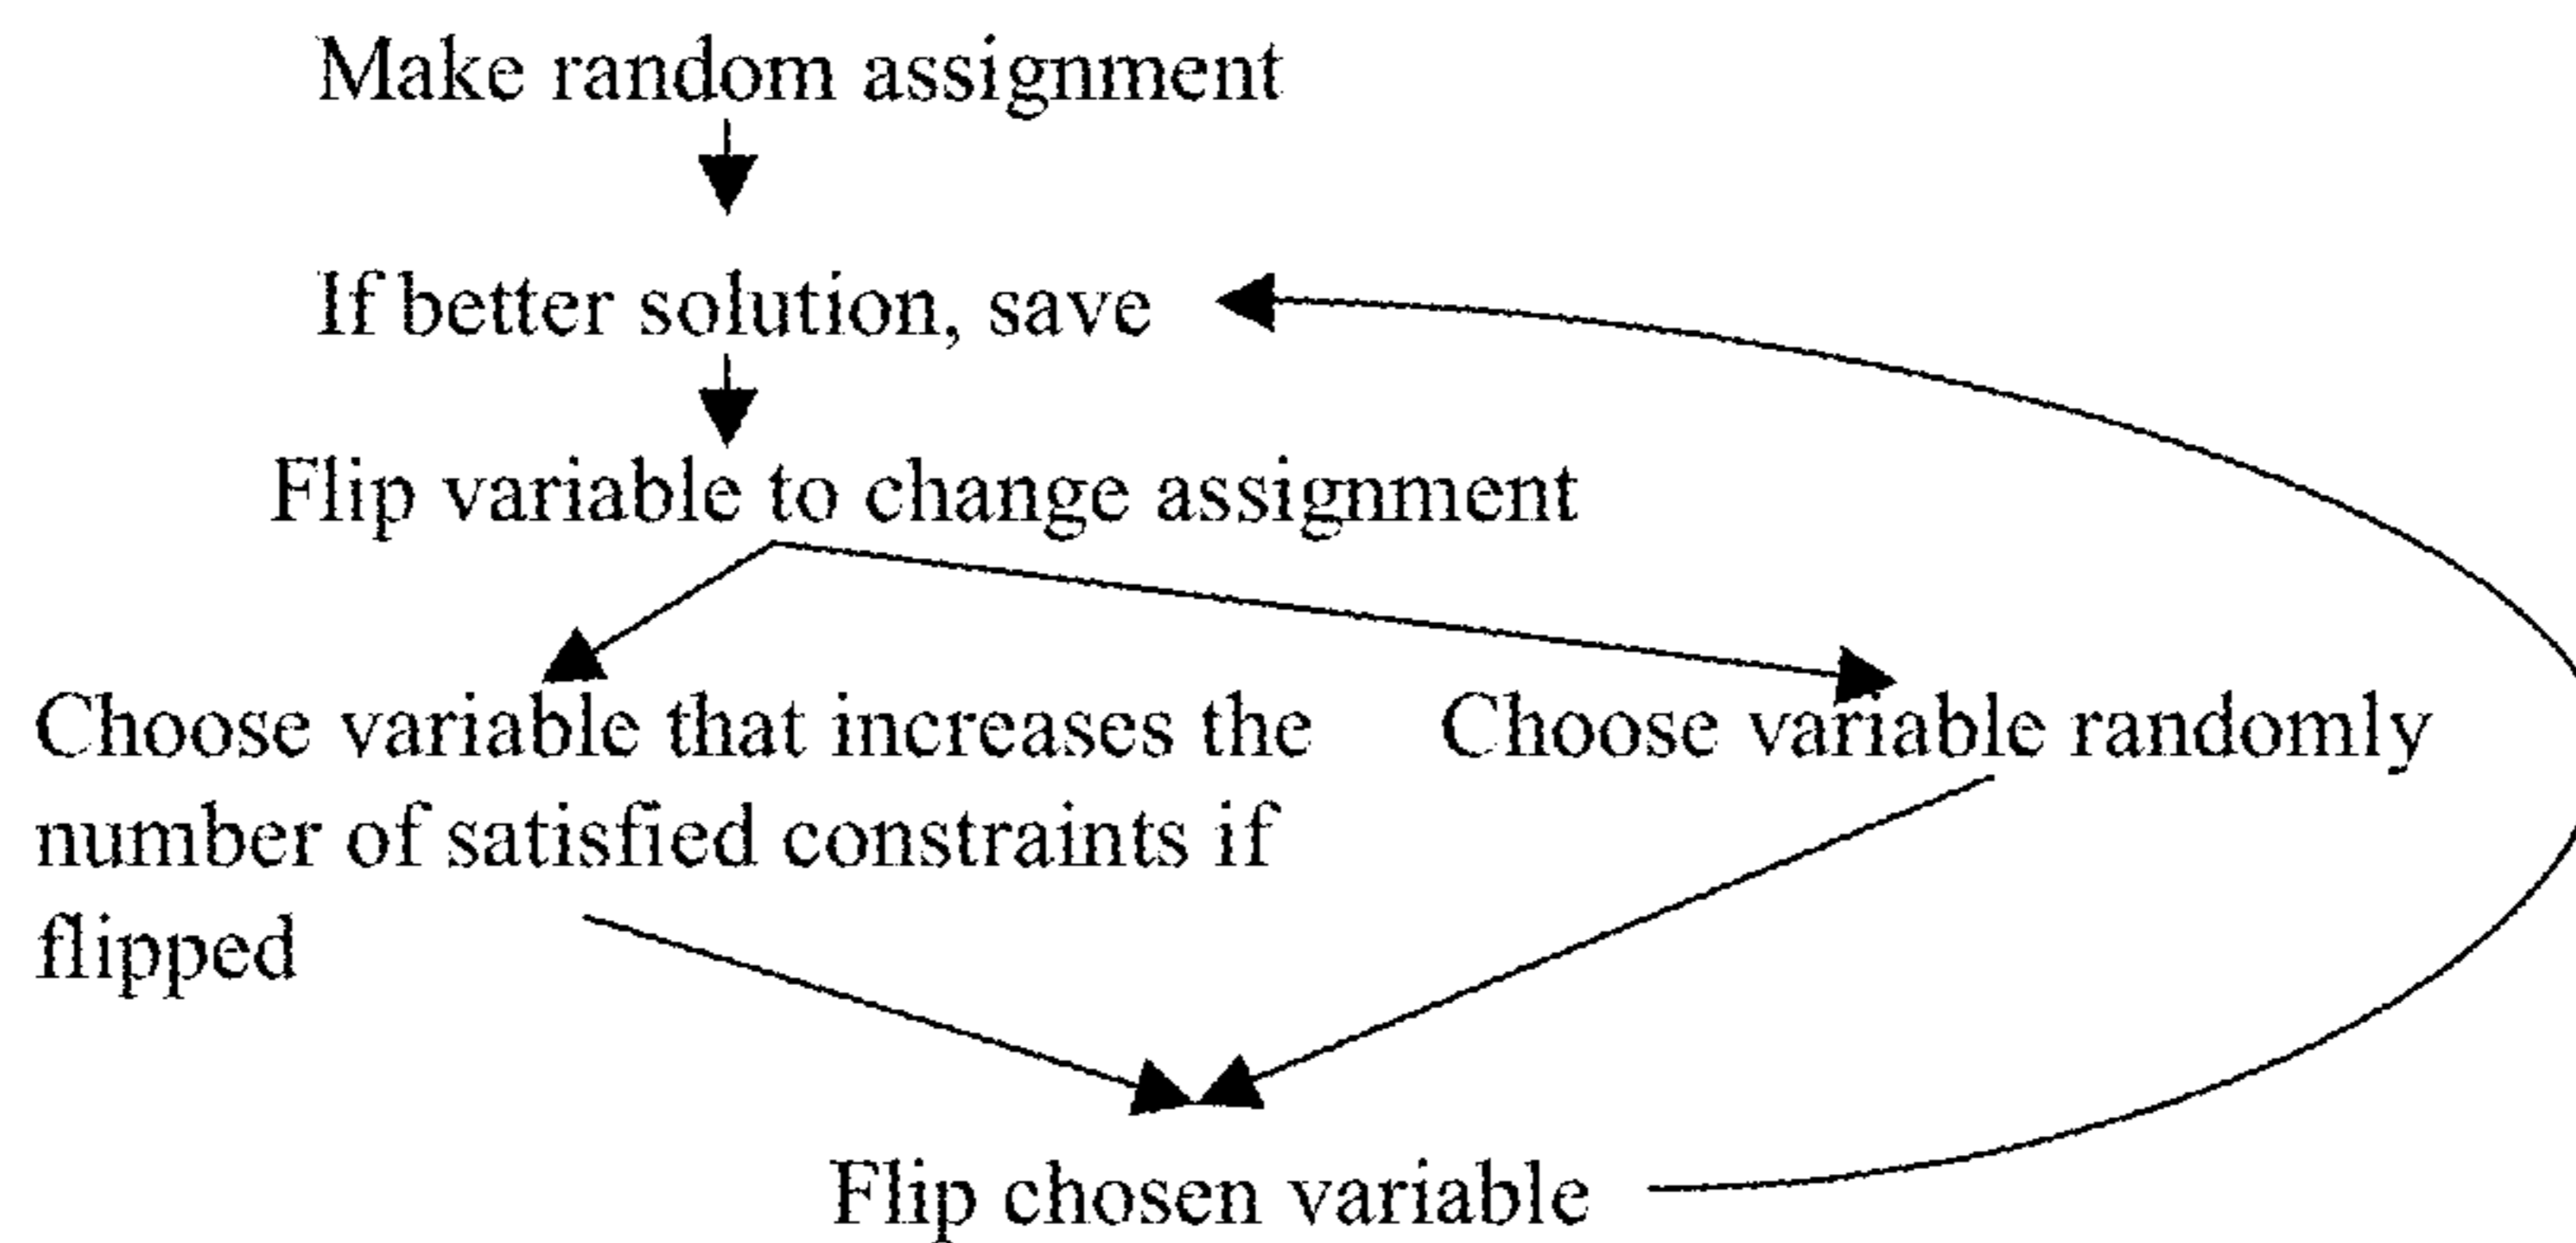 Make random assignment
If better solution, save
Flip variable to change assignment
Choose variable that increases the
number of satisfied constraints if
flipped
Choose variable randomly
Flip chosen variable